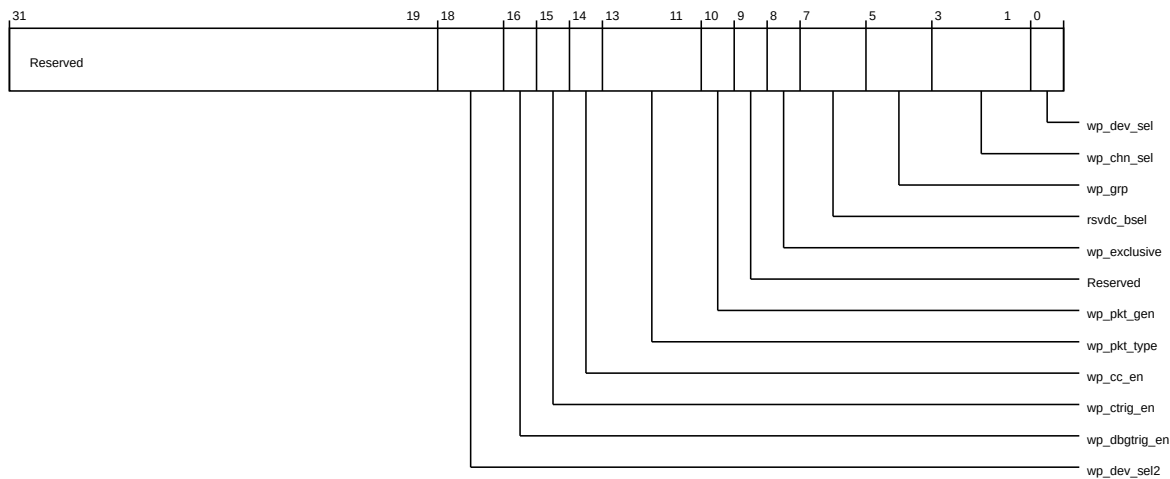 31 19 18 16 15 14 13 11 10 9 8 7 5 3 1 0
Reserved
wp_dev_sel
wp_chn_sel
wp_grp
rsvdc_bsel
wp_exclusive
Reserved
wp_pkt_gen
wp_pkt_type
wp_cc_en
wp_ctrig_en
wp_dbgtrig_en
wp_dev_sel2